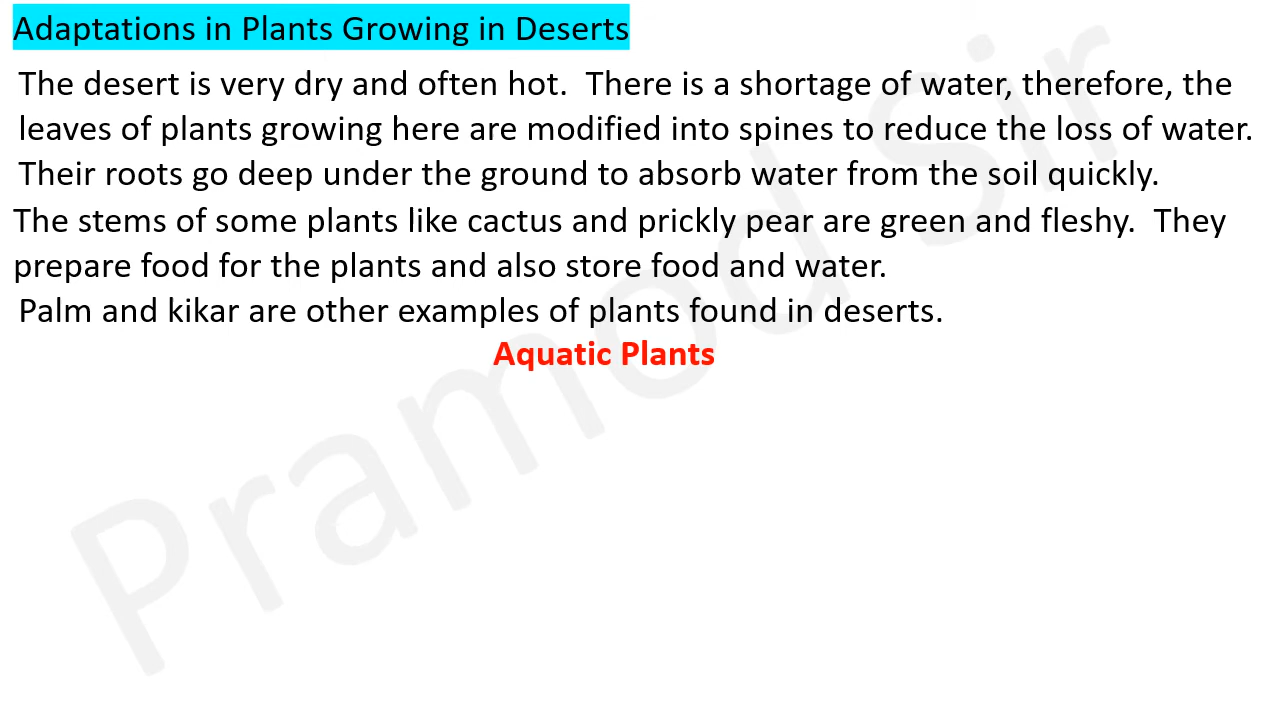 Adaptations in Plants Growing in Deserts
The desert is very dry and often hot.  There is a shortage of water, therefore, the
leaves of plants growing here are modified into spines to reduce the loss of water.
Their roots go deep under the ground to absorb water from the soil quickly.
The stems of some plants like cactus and prickly pear are green and fleshy.  They
prepare food for the plants and also store food and water.
Palm and kikar are other examples of plants found in deserts.
Aquatic Plants
Pramod Sir